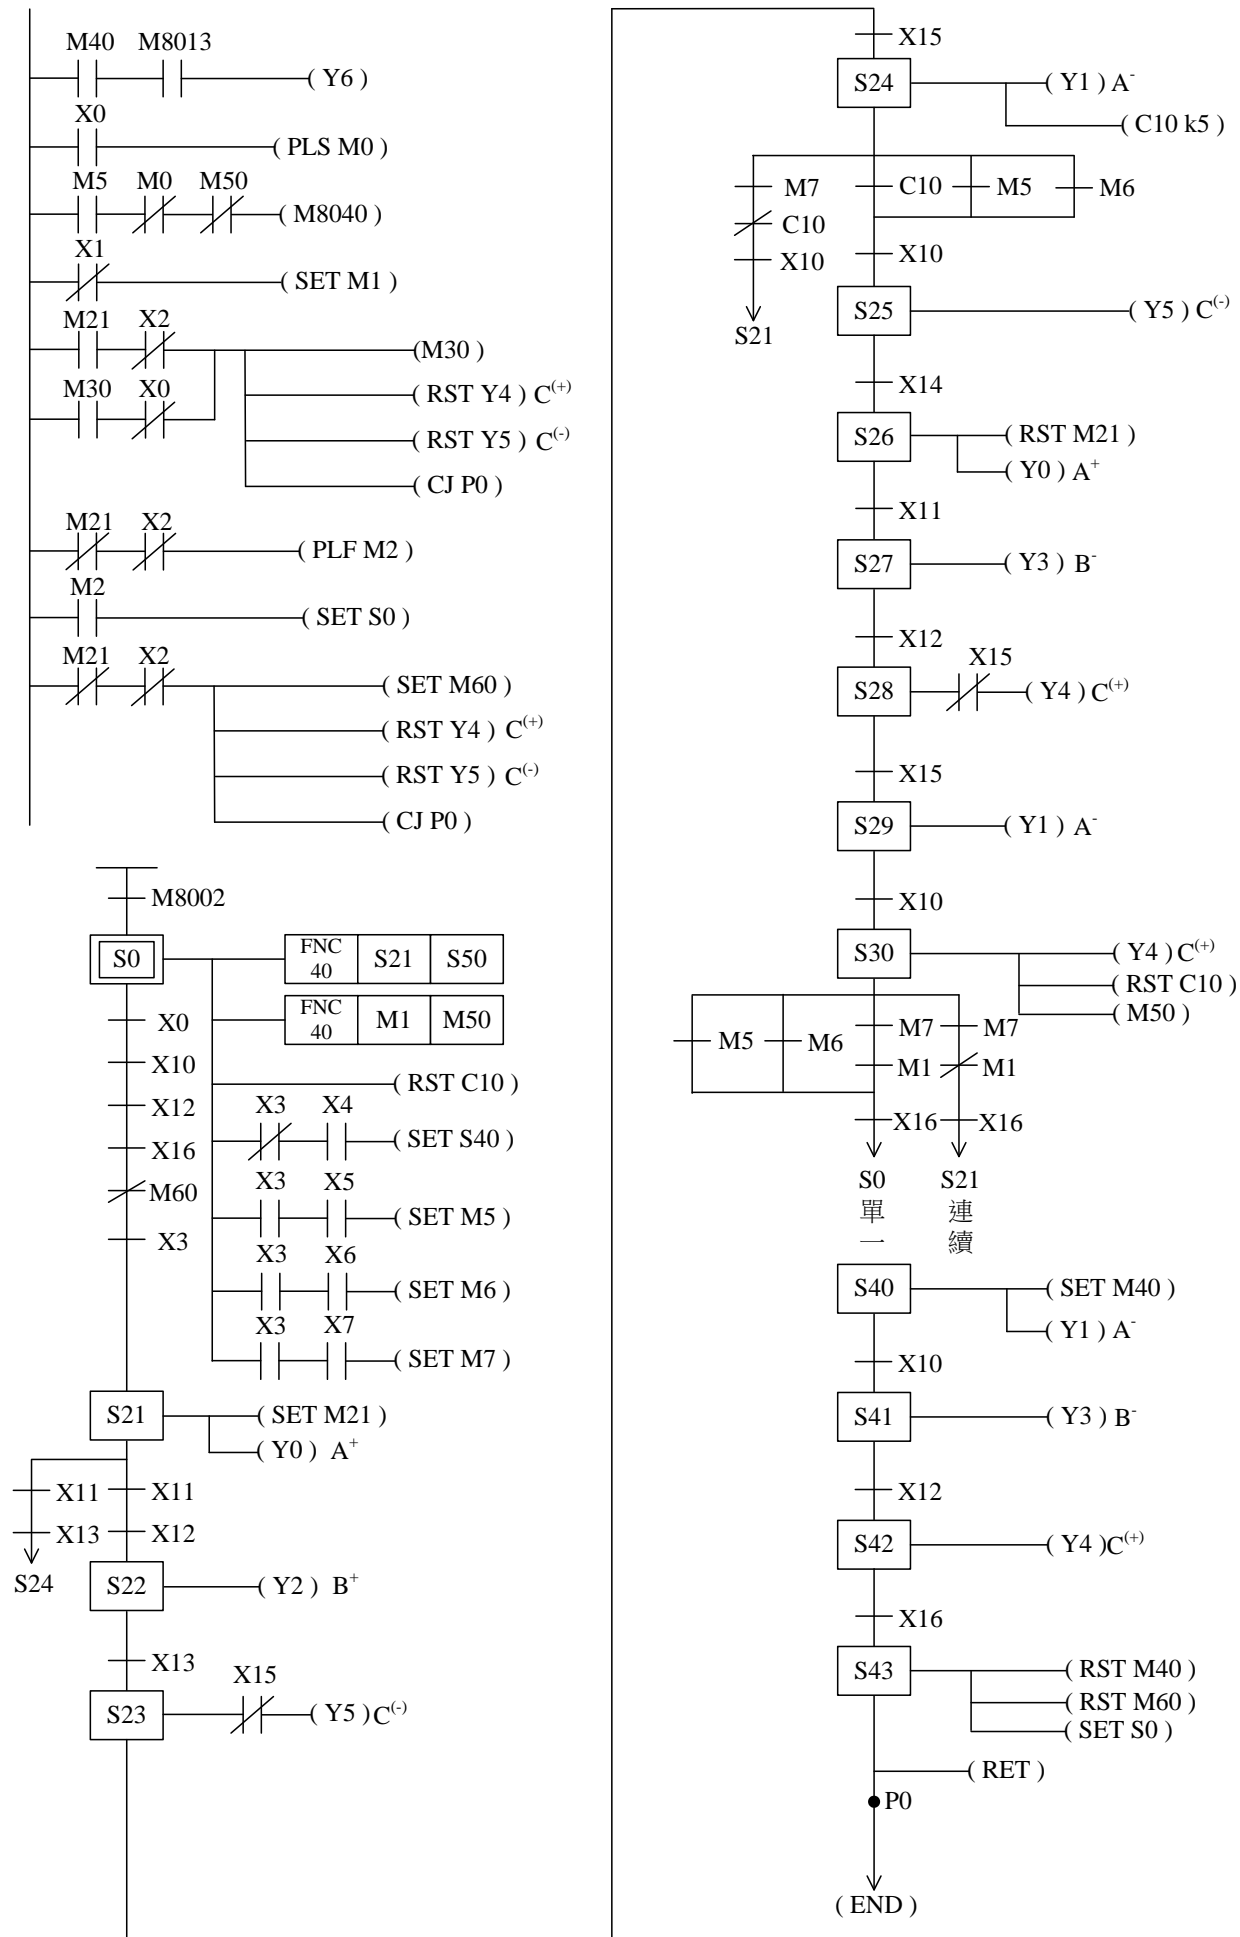 M40 M8013
( Y6 )
X0
( PLS M0 )
M5 M0 M50
( M8040 )
X1
( SET M1 )
M21 X2
(M30 )
M30 X0
( RST Y4 ) C(+)
( RST Y5 ) C(-)
( CJ P0 )
M21 X2
( PLF M2 )
M2
( SET S0 )
M21 X2
( SET M60 )
( RST Y4 ) C(+)
( RST Y5 ) C(-)
( CJ P0 )
M8002
S0
FNC 40 S21 S50
FNC 40 M1 M50
X0
X10
( RST C10 )
X12
X3 X4
( SET S40 )
X16
M60
X3 X5
( SET M5 )
X3
X3 X6
( SET M6 )
X3 X7
( SET M7 )
S21
( SET M21 )
( Y0 ) A+
X11 X11
X13 X12
S24
S22
( Y2 ) B+
X13
S23
X15
( Y5 ) C(-)
X15
S24
( Y1 ) A-
( C10 k5 )
M7 C10 M5 M6
C10
X10 X10
S21
S25
( Y5 ) C(-)
X14
S26
( RST M21 )
( Y0 ) A+
X11
S27
( Y3 ) B-
X12
S28
X15
( Y4 ) C(+)
X15
S29
( Y1 ) A-
X10
S30
( Y4 ) C(+)
( RST C10 )
( M50 )
M5 M6 M7 M7
M1 M1
X16 X16
S0 S21
單一 連續
S40
( SET M40 )
( Y1 ) A-
X10
S41
( Y3 ) B-
X12
S42
( Y4 ) C(+)
X16
S43
( RST M40 )
( RST M60 )
( SET S0 )
( RET )
P0
( END )